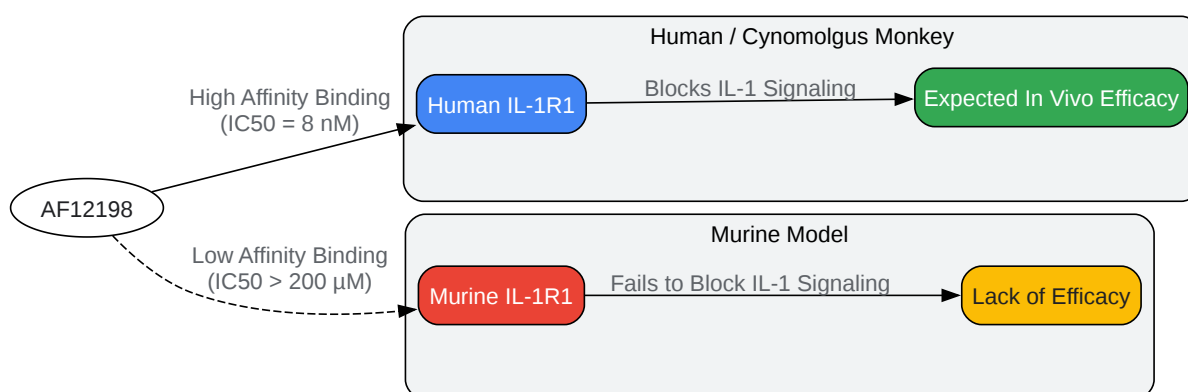 Human / Cynomolgus Monkey
High Affinity Binding
(IC50 = 8 nM)
Human IL-1R1
Blocks IL-1 Signaling
Expected In Vivo Efficacy
AF12198
Murine Model
Low Affinity Binding
(IC50 > 200 µM)
Murine IL-1R1
Fails to Block IL-1 Signaling
Lack of Efficacy